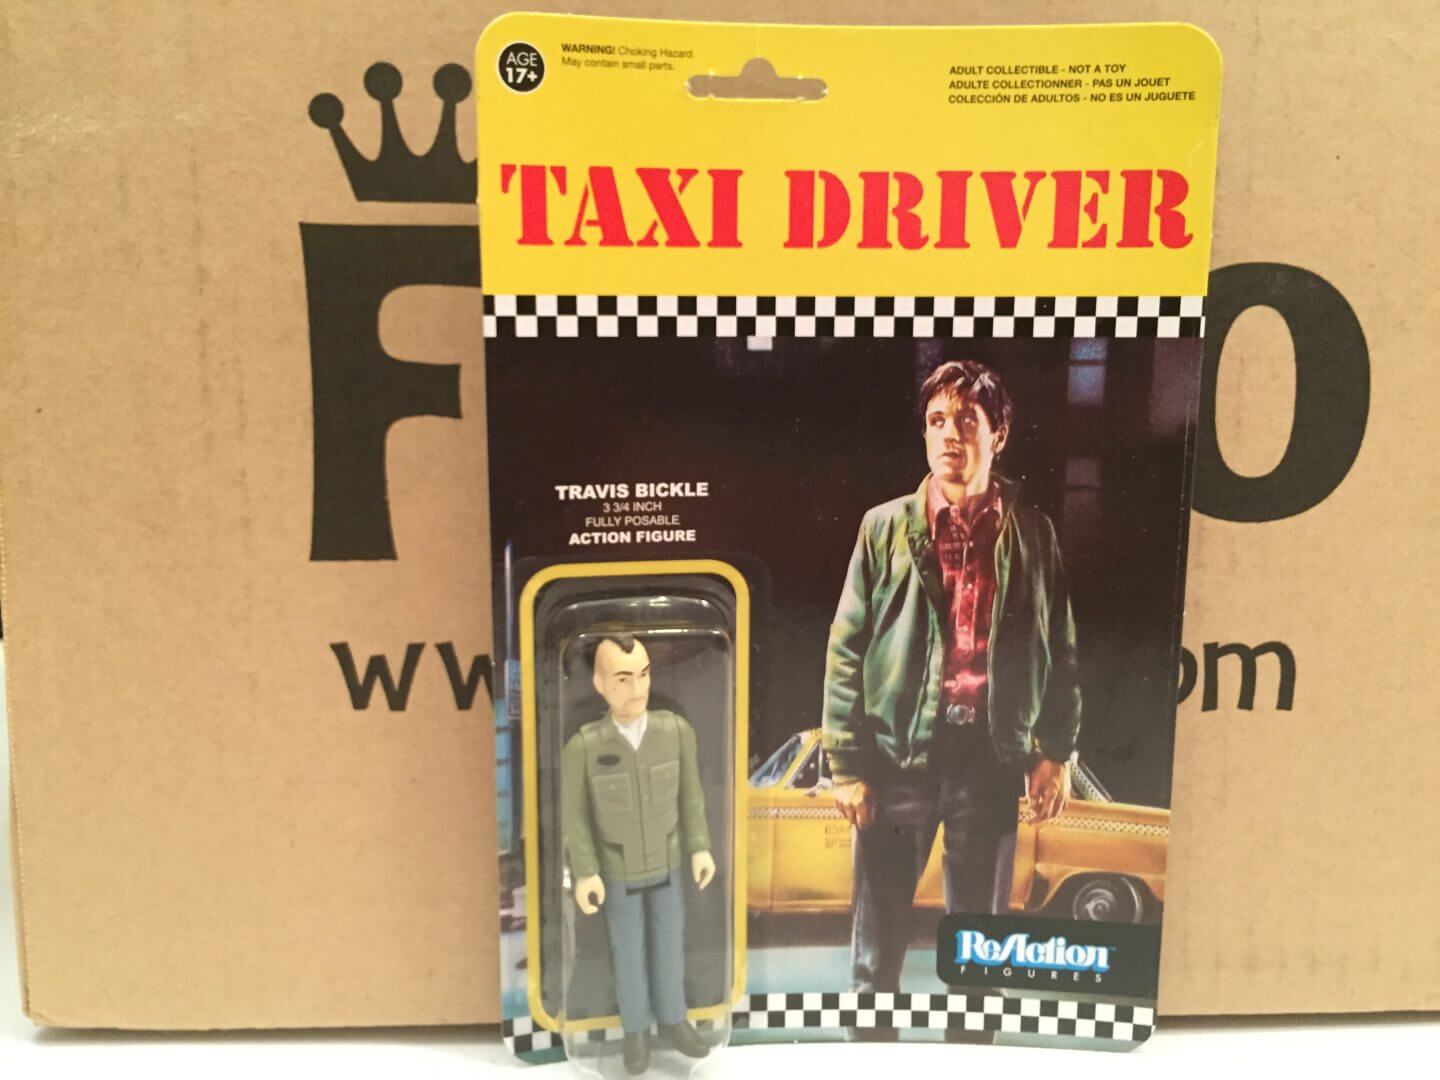 AGE
17+
WARNING! Choking Hazard.
May contain small parts.
ADULT COLLECTIBLE - NOT A TOY
ADULTE COLLECTIONNER - PAS UN JOUET
COLECCIÓN DE ADULTOS - NO ES UN JUGUETE
TAXI DRIVER
F O
TRAVIS BICKLE
3 3/4 INCH
FULLY POSABLE
ACTION FIGURE
ww om
ReAction
FIGURES